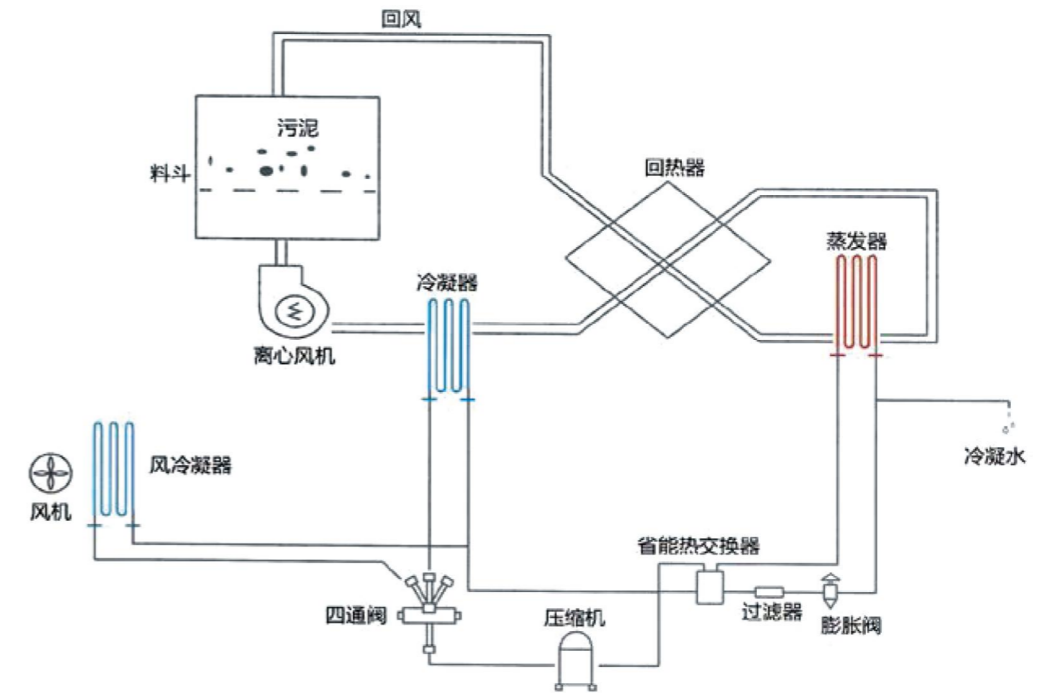 回风
污泥
料斗
回热器
蒸发器
冷凝器
离心风机
风冷凝器
风机
冷凝水
省能热交换器
四通阀
压缩机
过滤器
膨胀阀